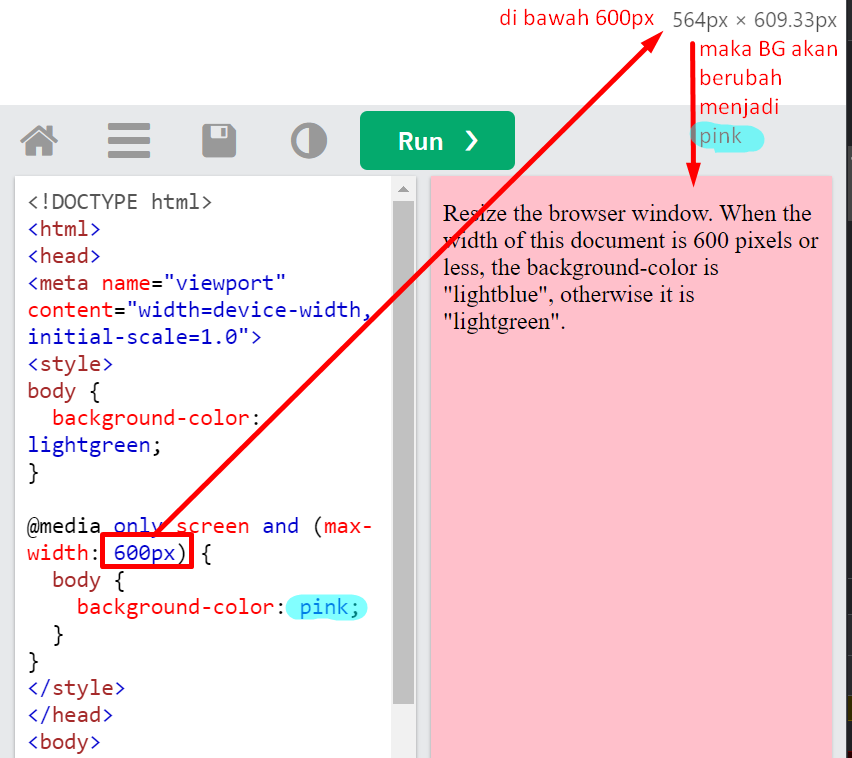 di bawah 600px 564px × 609.33px
maka BG akan
berubah
menjadi
pink
Run ❯
<!DOCTYPE html>
<html>
<head>
<meta name="viewport"
content="width=device-width,
initial-scale=1.0">
<style>
body {
  background-color:
lightgreen;
}

@media only screen and (max-
width: 600px) {
  body {
    background-color: pink;
  }
}
</style>
</head>
<body>
Resize the browser window. When the
width of this document is 600 pixels or
less, the background-color is
"lightblue", otherwise it is
"lightgreen".